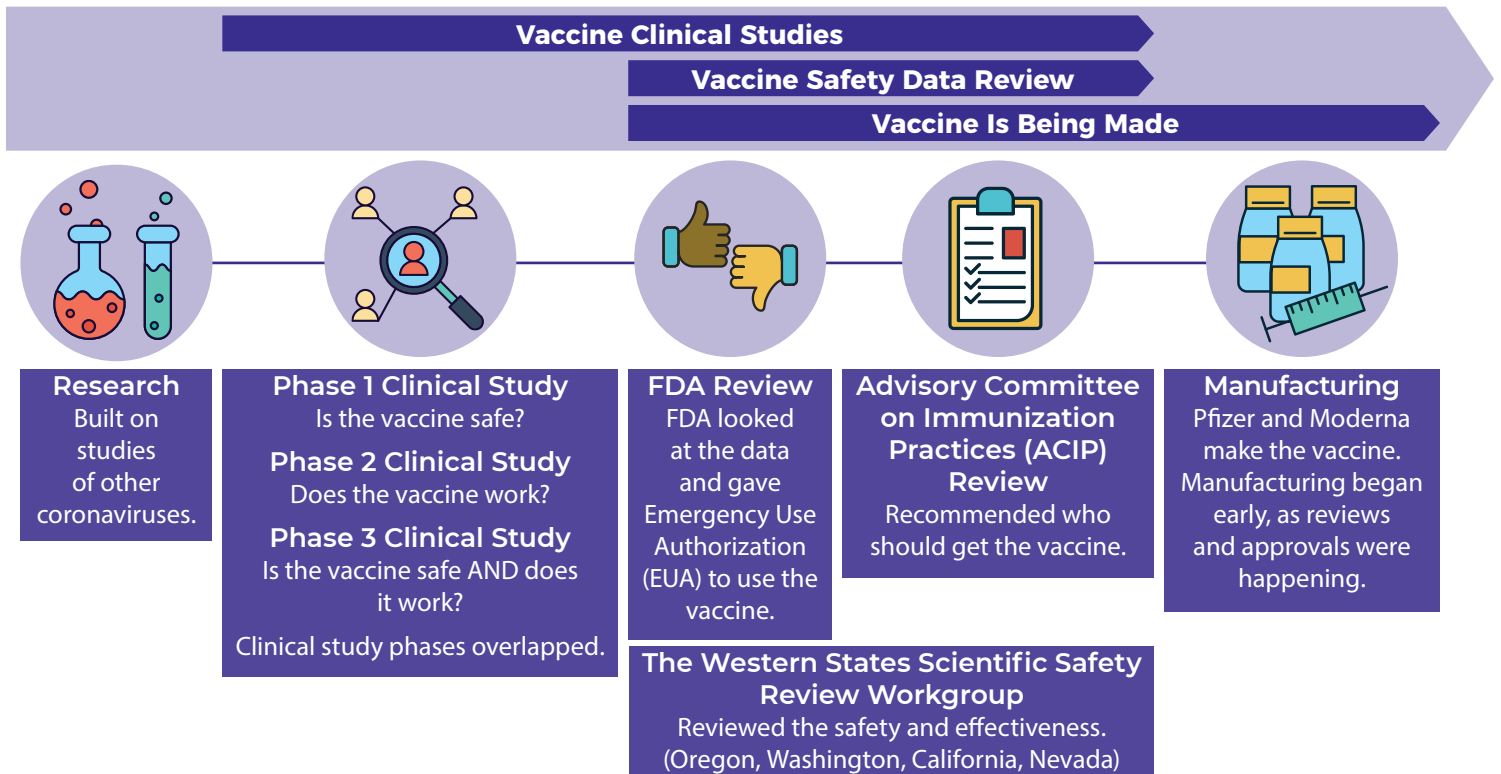 Vaccine Clinical Studies
Vaccine Safety Data Review
Vaccine Is Being Made
Research
Built on
studies
of other
coronaviruses.
Phase 1 Clinical Study
Is the vaccine safe?
Phase 2 Clinical Study
Does the vaccine work?
Phase 3 Clinical Study
Is the vaccine safe AND does
it work?
Clinical study phases overlapped.
FDA Review
FDA looked
at the data
and gave
Emergency Use
Authorization
(EUA) to use the
vaccine.
Advisory Committee
on Immunization
Practices (ACIP)
Review
Recommended who
should get the vaccine.
The Western States Scientific Safety
Review Workgroup
Reviewed the safety and effectiveness.
(Oregon, Washington, California, Nevada)
Manufacturing
Pfizer and Moderna
make the vaccine.
Manufacturing began
early, as reviews
and approvals were
happening.